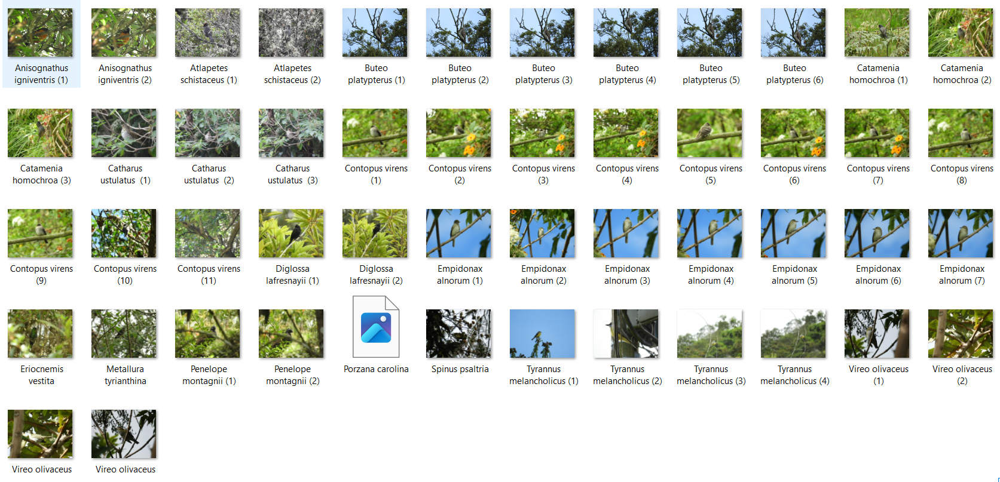 Anisognathus
igniventris (1)
Anisognathus
igniventris (2)
Atlapetes
schistaceus (1)
Atlapetes
schistaceus (2)
Buteo
platypterus (1)
Buteo
platypterus (2)
Buteo
platypterus (3)
Buteo
platypterus (4)
Buteo
platypterus (5)
Buteo
platypterus (6)
Catamenia
homochroa (1)
Catamenia
homochroa (2)
Catamenia
homochroa (3)
Catharus
ustulatus (1)
Catharus
ustulatus (2)
Catharus
ustulatus (3)
Contopus virens
(1)
Contopus virens
(2)
Contopus virens
(3)
Contopus virens
(4)
Contopus virens
(5)
Contopus virens
(6)
Contopus virens
(7)
Contopus virens
(8)
Contopus virens
(9)
Contopus virens
(10)
Contopus virens
(11)
Diglossa
lafresnayii (1)
Diglossa
lafresnayii (2)
Empidonax
alnorum (1)
Empidonax
alnorum (2)
Empidonax
alnorum (3)
Empidonax
alnorum (4)
Empidonax
alnorum (5)
Empidonax
alnorum (6)
Empidonax
alnorum (7)
Eriocnemis
vestita
Metallura
tyrianthina
Penelope
montagnii (1)
Penelope
montagnii (2)
Porzana carolina
Spinus psaltria
Tyrannus
melancholicus (1)
Tyrannus
melancholicus (2)
Tyrannus
melancholicus (3)
Tyrannus
melancholicus (4)
Vireo olivaceus
(1)
Vireo olivaceus
(2)
Vireo olivaceus
Vireo olivaceus